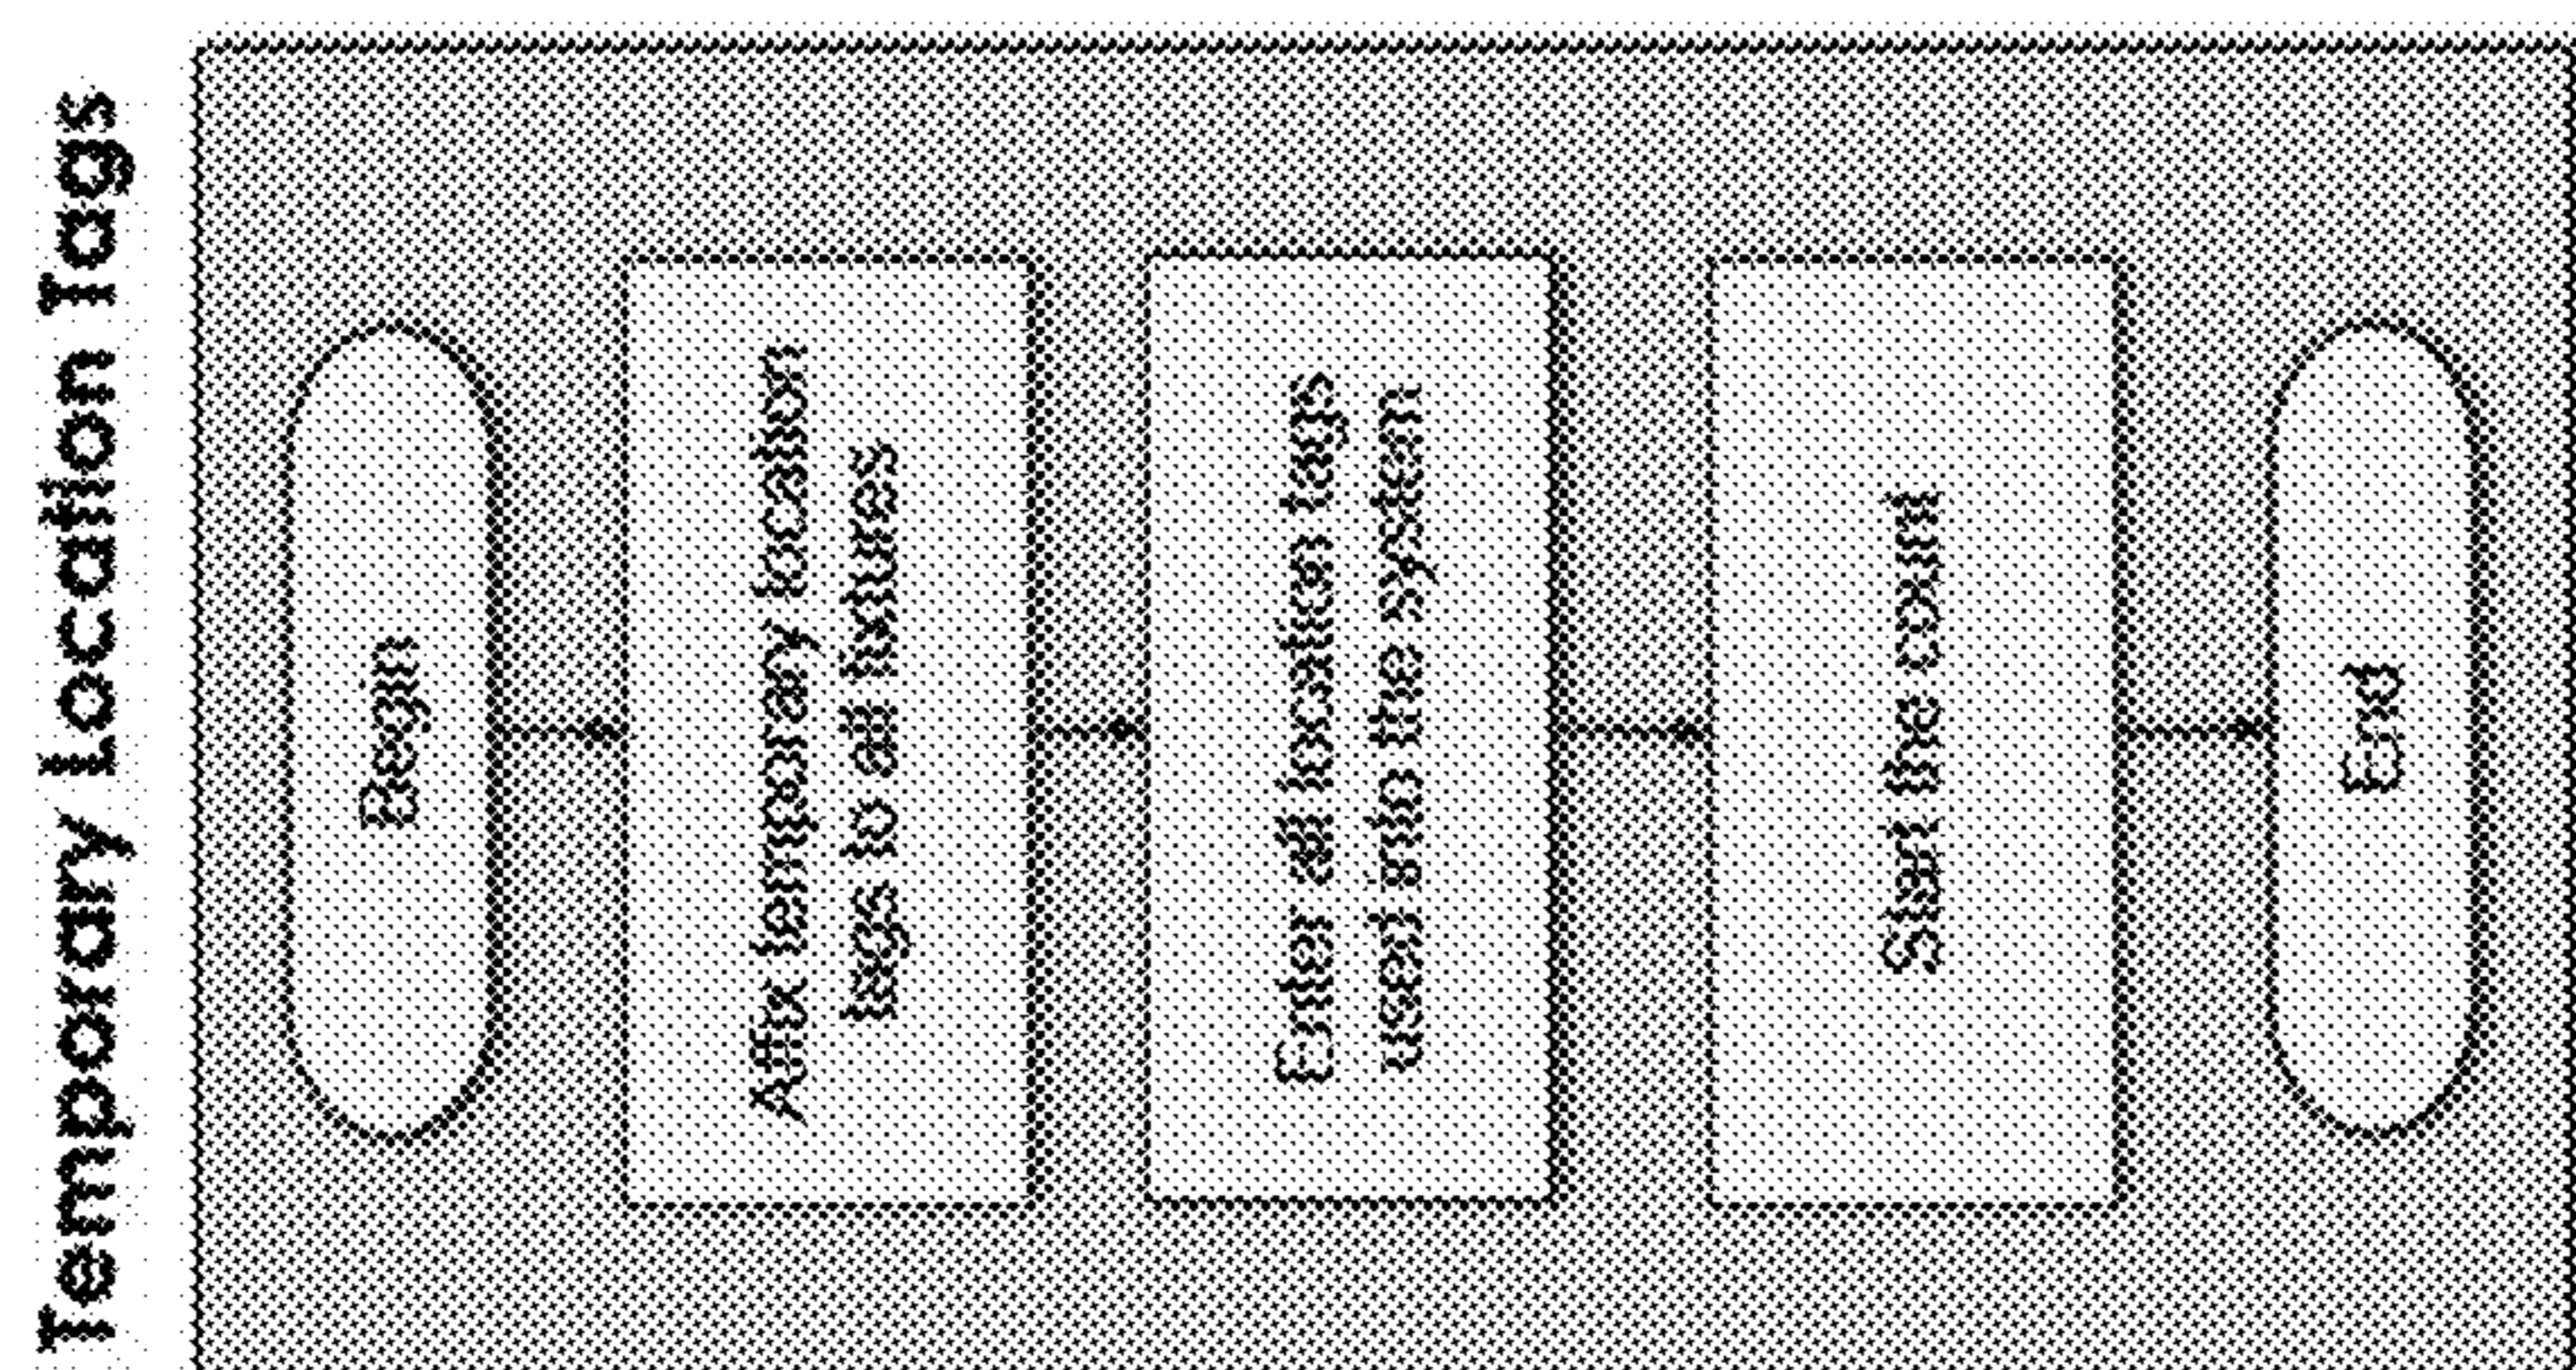 Temporary Location Tags
Begin
Affix temporary location
tags to all fixtures
Enter all location tags
used into the system
Start the count
End